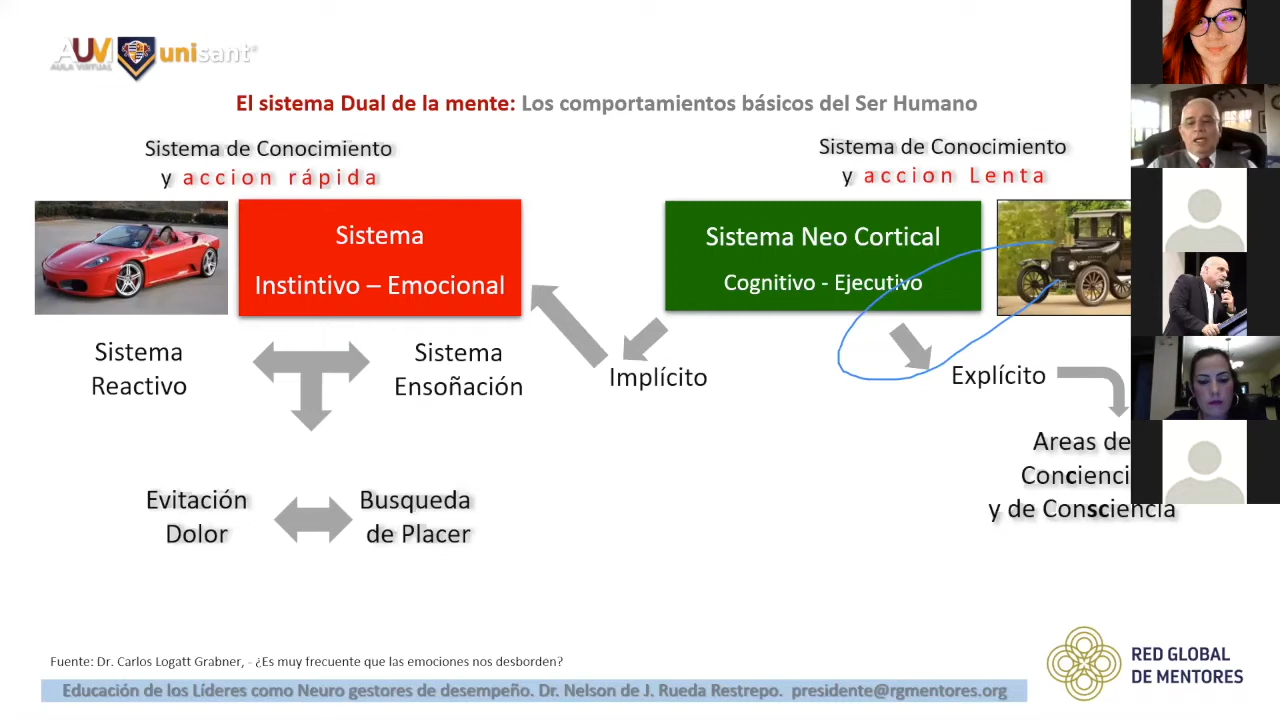 AUV unisant®
AULA VIRTUAL
El sistema Dual de la mente: Los comportamientos básicos del Ser Humano
Sistema de Conocimiento
y accion rápida
Sistema de Conocimiento
y accion Lenta
Sistema
Instintivo – Emocional
Sistema Neo Cortical
Cognitivo - Ejecutivo
Sistema
Reactivo
Sistema
Ensoñación
Implícito
Explícito
Areas de
Concienci
y de Consciencia
Evitación
Dolor
Busqueda
de Placer
Fuente: Dr. Carlos Logatt Grabner, - ¿Es muy frecuente que las emociones nos desborden?
Educación de los Líderes como Neuro gestores de desempeño. Dr. Nelson de J. Rueda Restrepo. presidente@rgmentores.org
RED GLOBAL
DE MENTORES